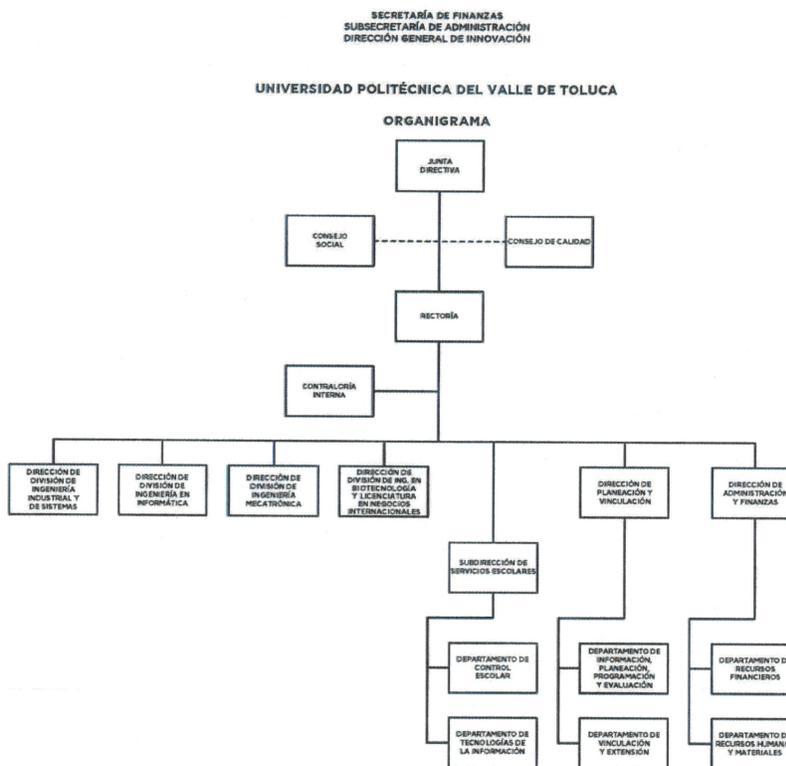 SECRETARÍA DE FINANZAS
SUBSECRETARÍA DE ADMINISTRACIÓN
DIRECCIÓN GENERAL DE INNOVACIÓN
UNIVERSIDAD POLITÉCNICA DEL VALLE DE TOLUCA
ORGANIGRAMA
JUNTA
DIRECTIVA
CONSEJO
SOCIAL
CONSEJO DE CALIDAD
RECTORÍA
CONTRALORÍA
INTERNA
DIRECCIÓN DE
DIVISIÓN DE
INGENIERÍA
INDUSTRIAL Y
DE SISTEMAS
DIRECCIÓN DE
DIVISIÓN DE
INGENIERÍA EN
INFORMÁTICA
DIRECCIÓN DE
DIVISIÓN DE
INGENIERÍA
MECATRÓNICA
DIRECCIÓN DE
DIVISIÓN DE ING. EN
BIOTECNOLOGÍA
Y LICENCIATURA
EN NEGOCIOS
INTERNACIONALES
DIRECCIÓN DE
PLANEACIÓN Y
VINCULACIÓN
DIRECCIÓN DE
ADMINISTRACIÓN
Y FINANZAS
SUBDIRECCIÓN DE
SERVICIOS ESCOLARES
DEPARTAMENTO DE
CONTROL
ESCOLAR
DEPARTAMENTO DE
INFORMACIÓN,
PLANEACIÓN,
PROGRAMACIÓN
Y EVALUACIÓN
DEPARTAMENTO DE
RECURSOS
FINANCIEROS
DEPARTAMENTO DE
TECNOLOGÍAS DE
LA INFORMACIÓN
DEPARTAMENTO DE
VINCULACIÓN
Y EXTENSIÓN
DEPARTAMENTO DE
RECURSOS HUMANO
Y MATERIALES